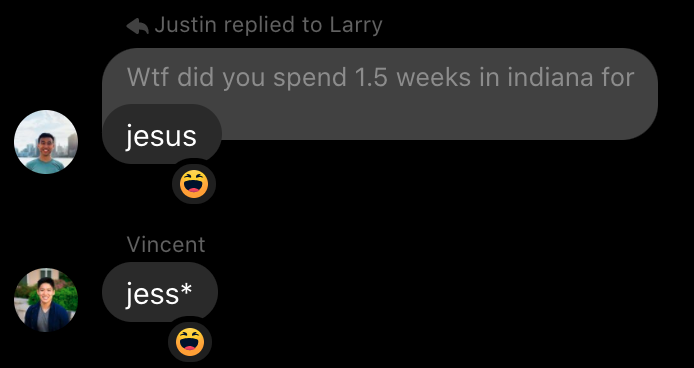 Justin replied to Larry
Wtf did you spend 1.5 weeks in indiana for
jesus
Vincent
jess*